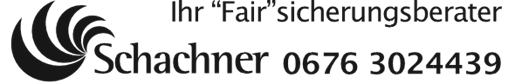 Ihr “Fair”sicherungsberater
Schachner 0676 3024439